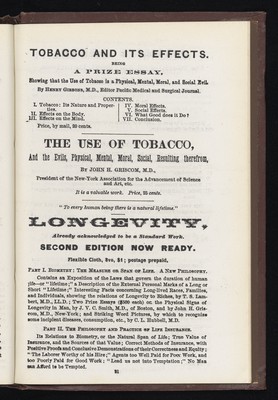 TOBACCO AND ITS EFFECTS.
BEING
A PRIZE ESSAY,
Showing that the Use of Tobacco is a Physical, Mental, Moral, and Social Evil.
By HENRY GIBBONS, M.D., Editor Pacific Medical and Surgical Journal.
CONTENTS.
I. Tobacco: Its Nature and Properties.
II. Effects on the Body.
III. Effects on the Mind.
IV. Moral Effects.
V. Social Effects.
VI. What Good does it Do?
VII. Conclusion.
Price, by mail, 20 cents.
THE USE OF TOBACCO,
And the Evils, Physical, Mental, Moral, Social, Resulting therefrom,
By JOHN H. GRISCOM, M.D.,
President of the New-York Association for the Advancement of Science
and Art, etc.
It is a valuable work. Price, 25 cents.
"To every human being there is a natural lifetime."
LONGEVITY,
Already acknowledged to be a Standard Work.
SECOND EDITION NOW READY.
Flexible Cloth, 8vo, $1; postage prepaid.
PART I. BIOMETRY: THE MEASURE OR SPAN OF LIFE. A NEW PHILOSOPHY.
Contains an Exposition of the Laws that govern the duration of human
life—or "lifetime;" a Description of the External Personal Marks of a Long or
Short "Lifetime;" Interesting Facts concerning Long-lived Races, Families,
and Individuals, showing the relations of Longevity to Riches, by T. S. Lambert, M.D., LL.D.; Two Prize Essays ($500 each) on the Physical Signs of
Longevity in Man, by J. V. C. Smith, M.D., of Boston, and by John H. Griscom, M.D., New-York; and Striking Word Pictures, by which to recognize
some incipient diseases, consumption, etc., by C. L. Hubbell, M.D.
PART II. THE PHILOSOPHY AND PRACTICE OF LIFE INSURANCE.
Its Relations to Biometry, or the Natural Span of Life; True Value of
Insurance, and the Sources of that Value; Correct Methods of Insurance, with
Positive Proofs and Conclusive Demonstrations of their Correctness and Equity;
"The Laborer Worthy of his Hire;" Agents too Well Paid for Poor Work, and
too Poorly Paid for Good Work; "Lead us not into Temptation;" No Man
can Afford to be Tempted.